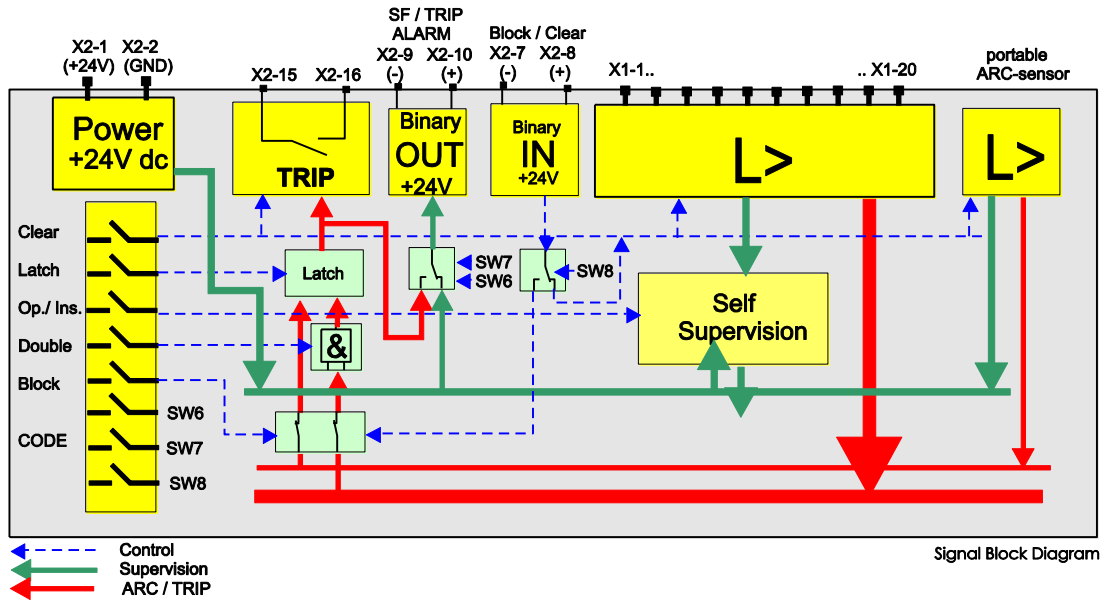 SF / TRIP
ALARM
Block / Clear
X2-1
(+24V)
X2-2
(GND)
X2-15
X2-16
X2-9
(-)
X2-10
(+)
X2-7
(-)
X2-8
(+)
X1-1..
.. X1-20
portable
ARC-sensor
Power
+24V dc
TRIP
Binary
OUT
+24V
Binary
IN
+24V
L>
L>
Clear
Latch
Op./ Ins.
Double
Block
CODE
SW6
SW7
SW8
Latch
&
SW7
SW6
SW8
Self
Supervision
Control
Supervision
ARC / TRIP
Signal Block Diagram